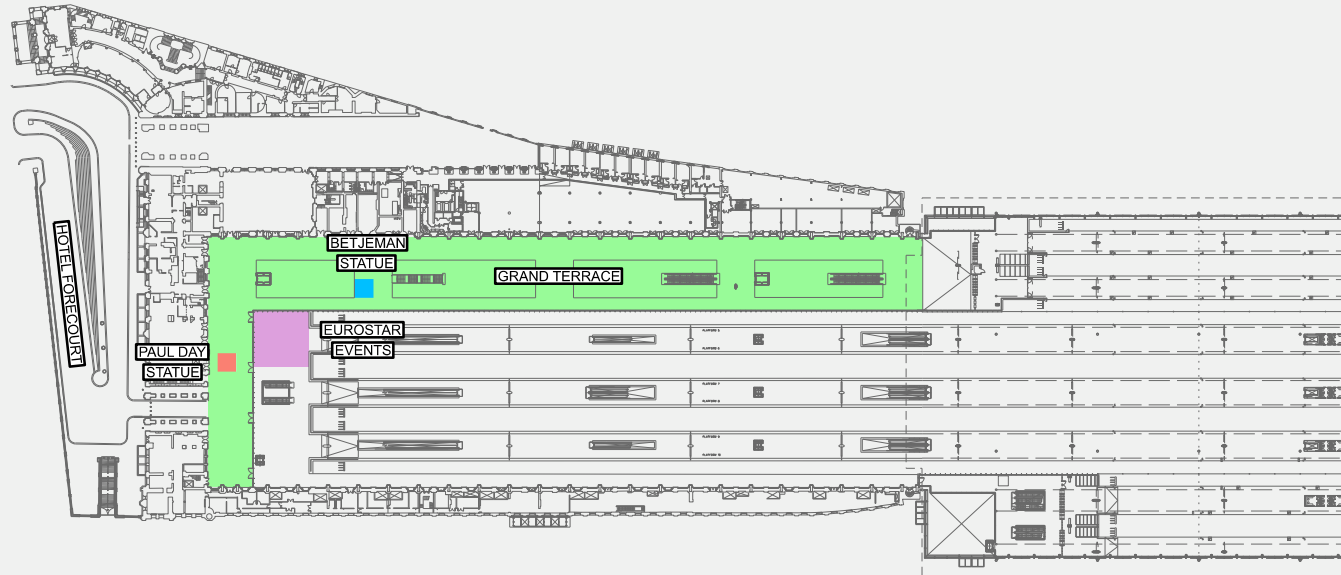 BETJEMAN
STATUE
GRAND TERRACE
HOTEL FORECOURT
EUROSTAR
EVENTS
PAUL DAY
STATUE